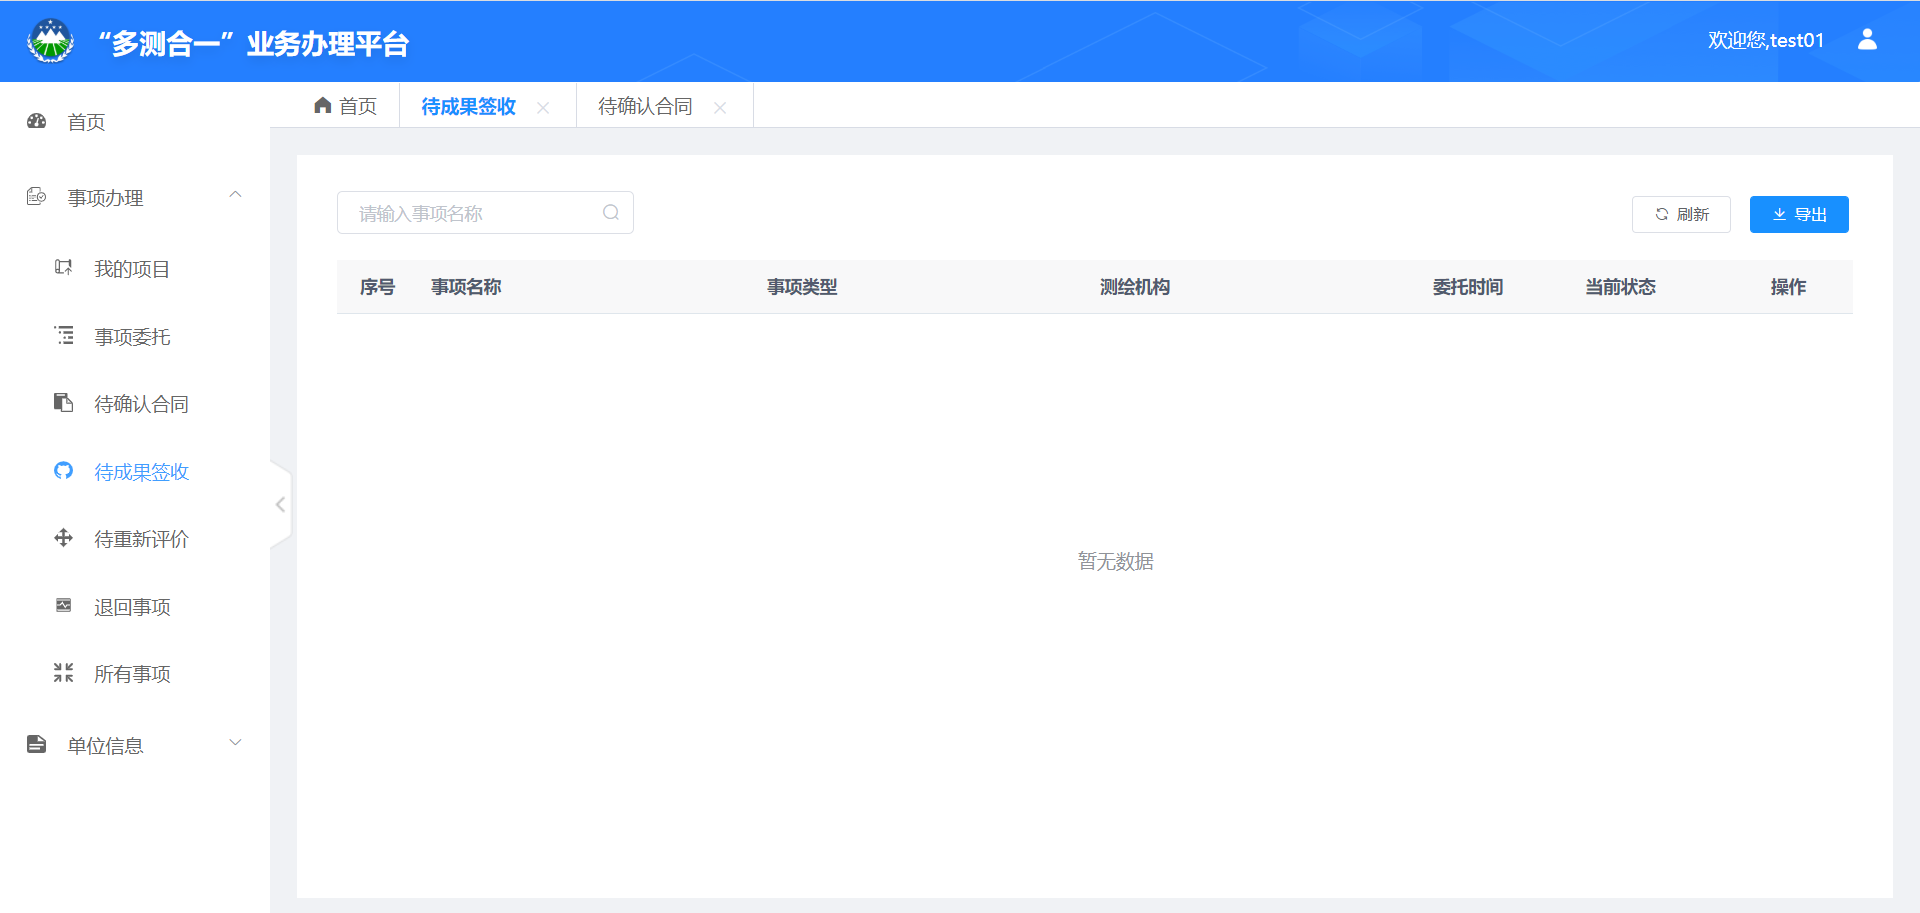 “多测合一”业务办理平台
欢迎您,test01
首页
待成果签收
待确认合同
首页
事项办理
我的项目
事项委托
待确认合同
待成果签收
待重新评价
退回事项
所有事项
单位信息
请输入事项名称
刷新
导出
序号 事项名称 事项类型 测绘机构 委托时间 当前状态 操作
暂无数据